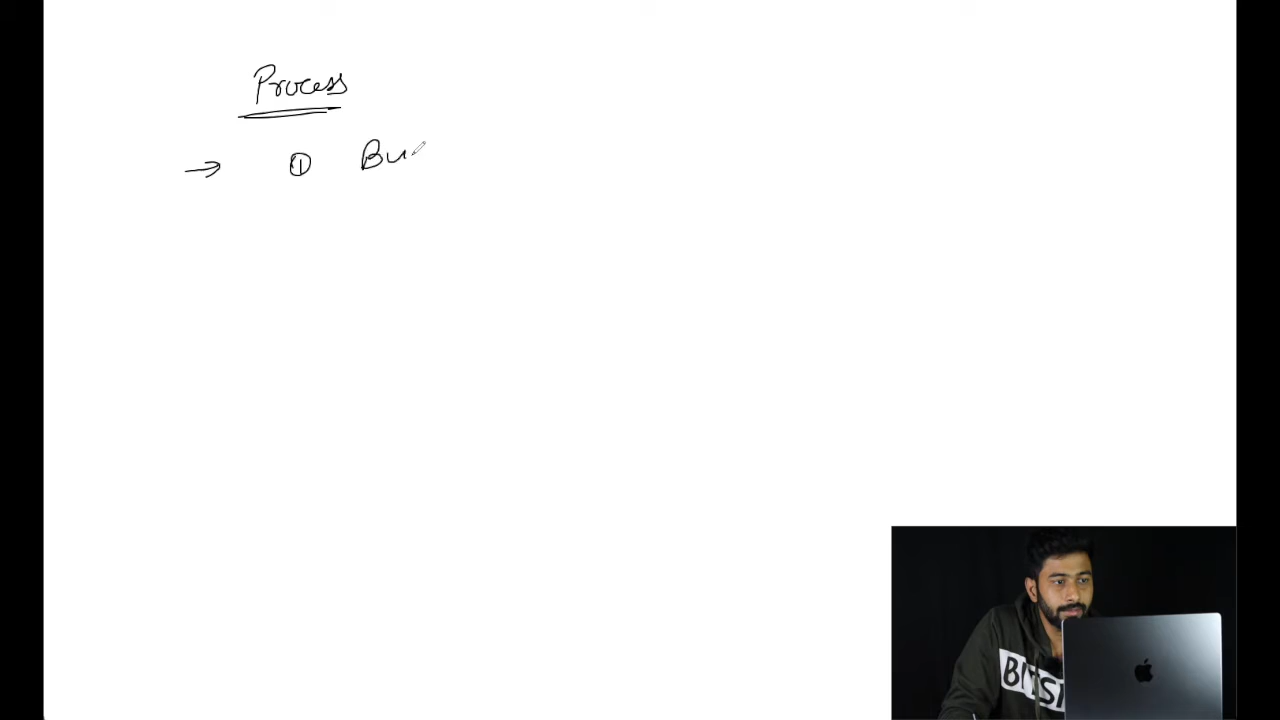 Process
→ ① Bu